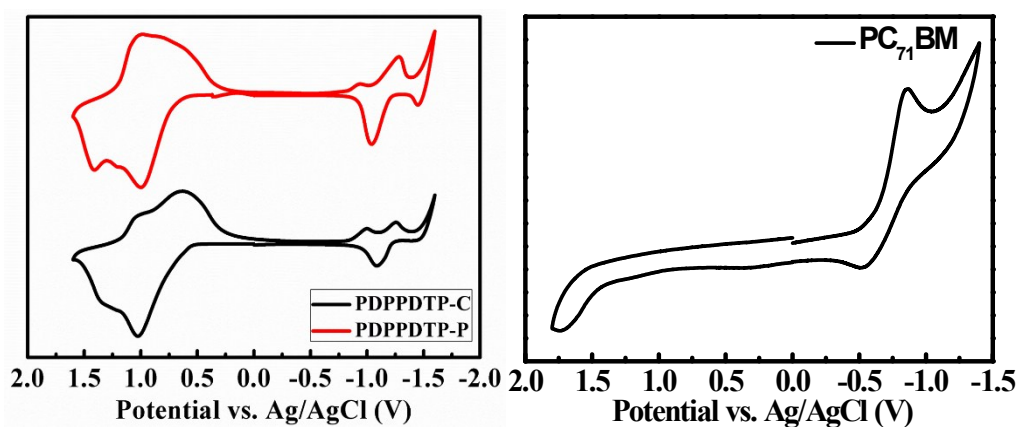 PDPPDTP-C
PDPPDTP-P
2.0 1.5 1.0 0.5 0.0 -0.5 -1.0 -1.5 -2.0
Potential vs. Ag/AgCl (V)
PC71BM
2.0 1.5 1.0 0.5 0.0 -0.5 -1.0 -1.5
Potential vs. Ag/AgCl (V)